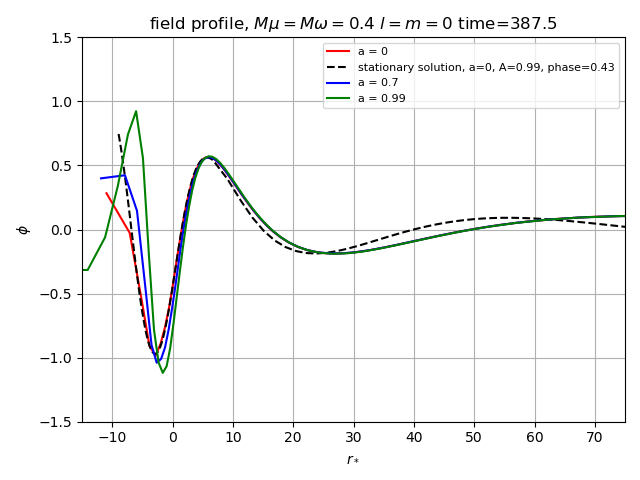 field profile, Mμ = Mω = 0.4 l = m = 0 time=387.5
a = 0
stationary solution, a=0, A=0.99, phase=0.43
a = 0.7
a = 0.99
1.5
1.0
0.5
0.0
−0.5
−1.0
−1.5
ϕ
−10 0 10 20 30 40 50 60 70
r*